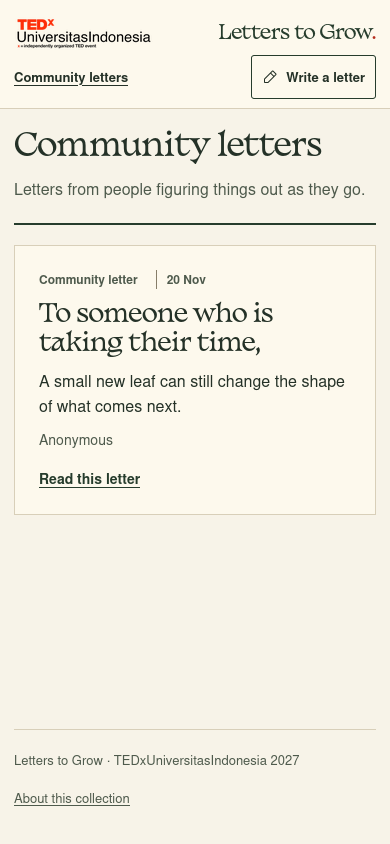 TEDx
UniversitasIndonesia
x = independently organized TED event
Letters to Grow.
Community letters
Write a letter
Community letters
Letters from people figuring things out as they go.
Community letter
20 Nov
To someone who is
taking their time,
A small new leaf can still change the shape
of what comes next.
Anonymous
Read this letter
Letters to Grow · TEDxUniversitasIndonesia 2027
About this collection